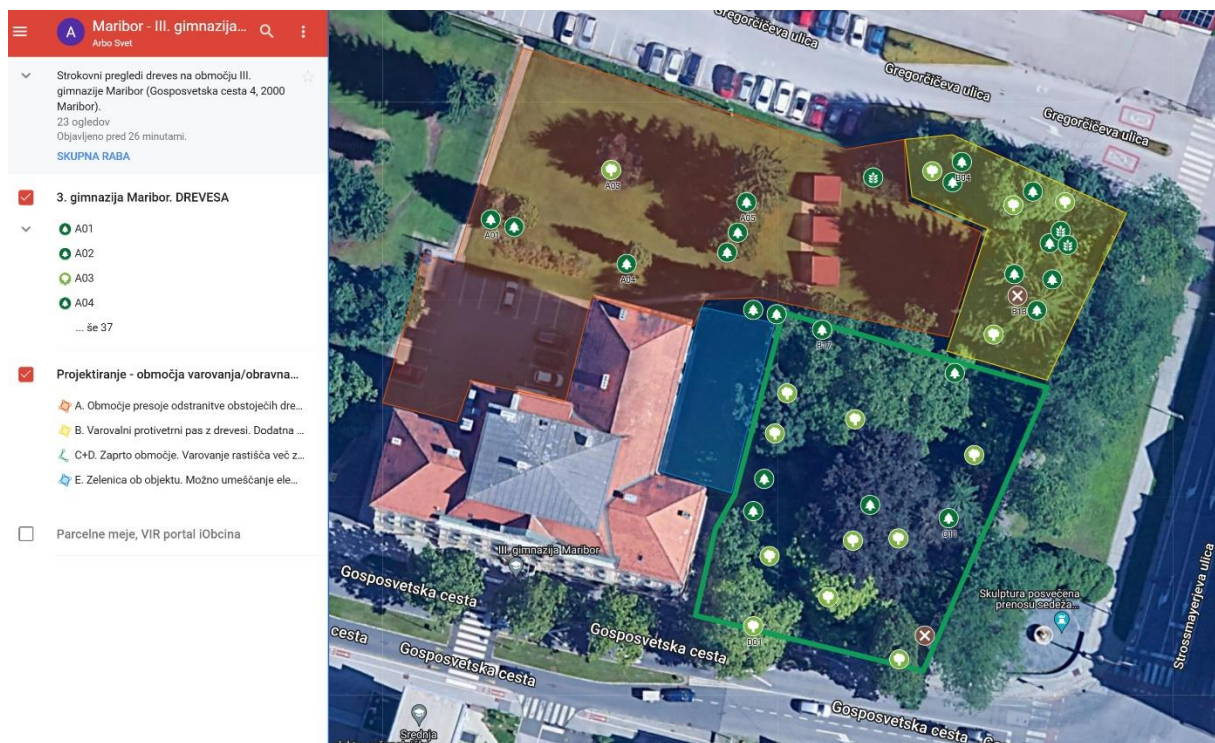 A
Maribor - III. gimnazija...
Arbo Svet
Strokovni pregledi dreves na območju III.
gimnazije Maribor (Gosposvetska cesta 4, 2000
Maribor).
23 ogledov
Objavljeno pred 26 minutami.
SKUPNA RABA
3. gimnazija Maribor. DREVESA
A01
A02
A03
A04
... še 37
Projektiranje - območja varovanja/obravna...
A. Območje presoje odstranitve obstoječih dre...
B. Varovalni protivetrni pas z drevesi. Dodatna ...
C+D. Zaprto območje. Varovanje rastišča več z...
E. Zelenica ob objektu. Možno umeščanje ele...
Parcelne meje, VIR portal iObcina
Gregorčičeva ulica
Gregorčičeva ulica
Gregorčičeva ulica
B04
A03
A05
A01
A04
B13
B17
C11
III. gimnazija Maribor
Skulptura posvečena
prenosu sedeža...
Strossmayerjeva ulica
Gosposvetska cesta
D01
Gosposvetska cesta
cesta
Gosposvetska cesta
Gosposvetska cesta
Srednja